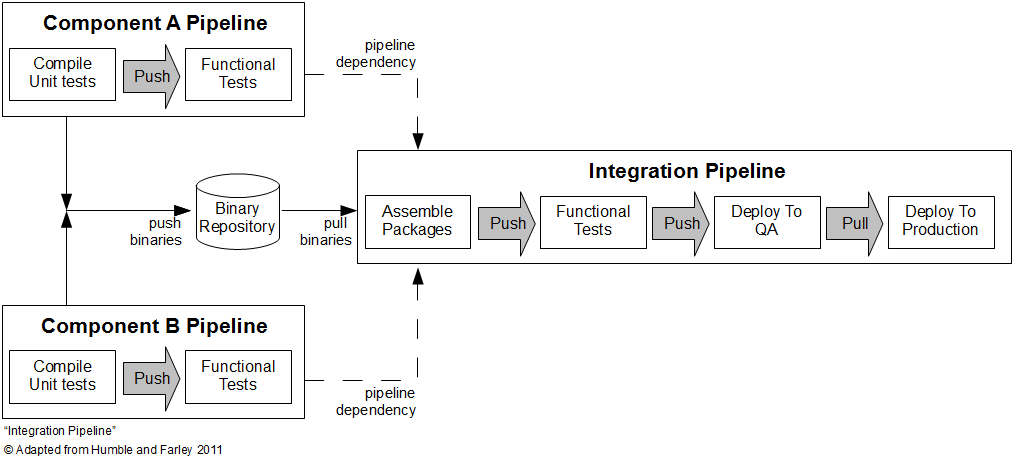 Component A Pipeline
Compile
Unit tests
Push
Functional
Tests
pipeline
dependency
push
binaries
Binary
Repository
pull
binaries
Integration Pipeline
Assemble
Packages
Push
Functional
Tests
Push
Deploy To
QA
Pull
Deploy To
Production
Component B Pipeline
Compile
Unit tests
Push
Functional
Tests
pipeline
dependency
“Integration Pipeline”
© Adapted from Humble and Farley 2011